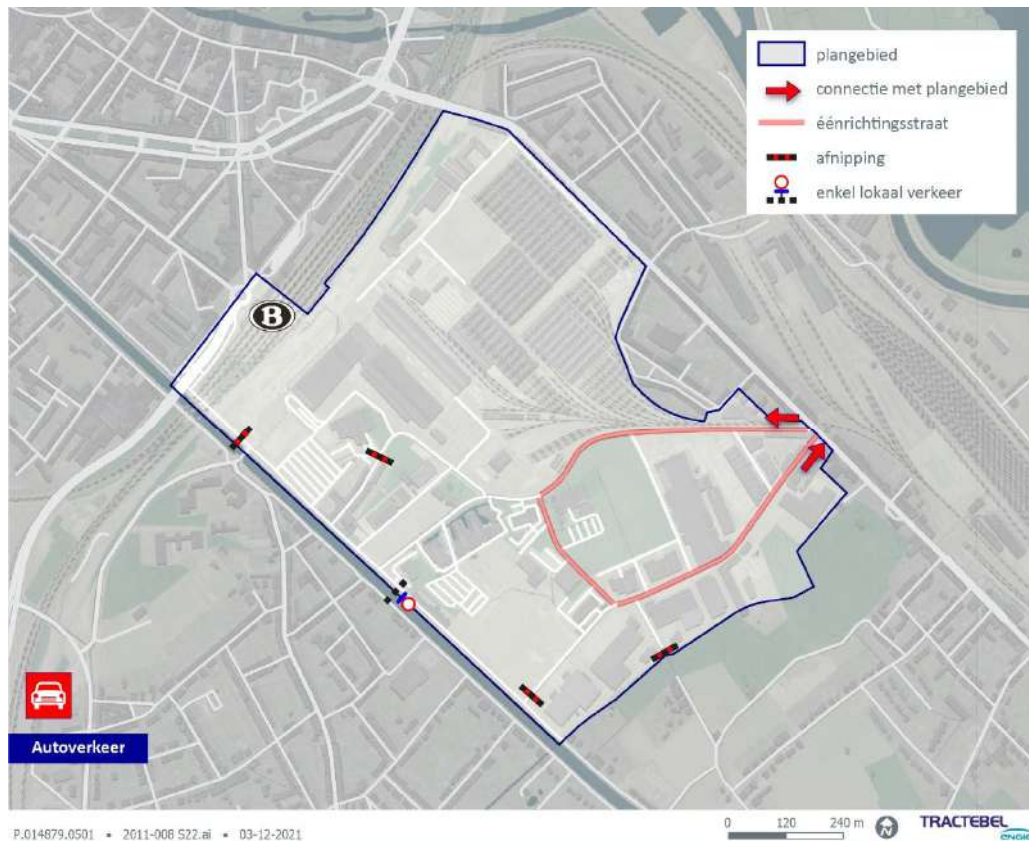 plangebied
connectie met plangebied
éénrichtingsstraat
afnipping
enkel lokaal verkeer
B
Autoverkeer
P.014879.0501 • 2011-008 S22.ai • 03-12-2021
0 120 240 m
N
TRACTEBEL
ENGIE